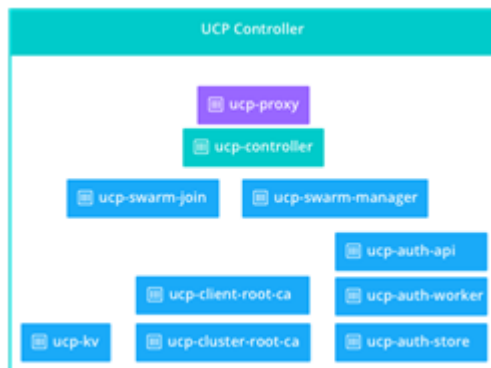 UCP Controller
ucp-proxy
ucp-controller
ucp-swarm-join
ucp-swarm-manager
ucp-auth-api
ucp-client-root-ca
ucp-auth-worker
ucp-kv
ucp-cluster-root-ca
ucp-auth-store